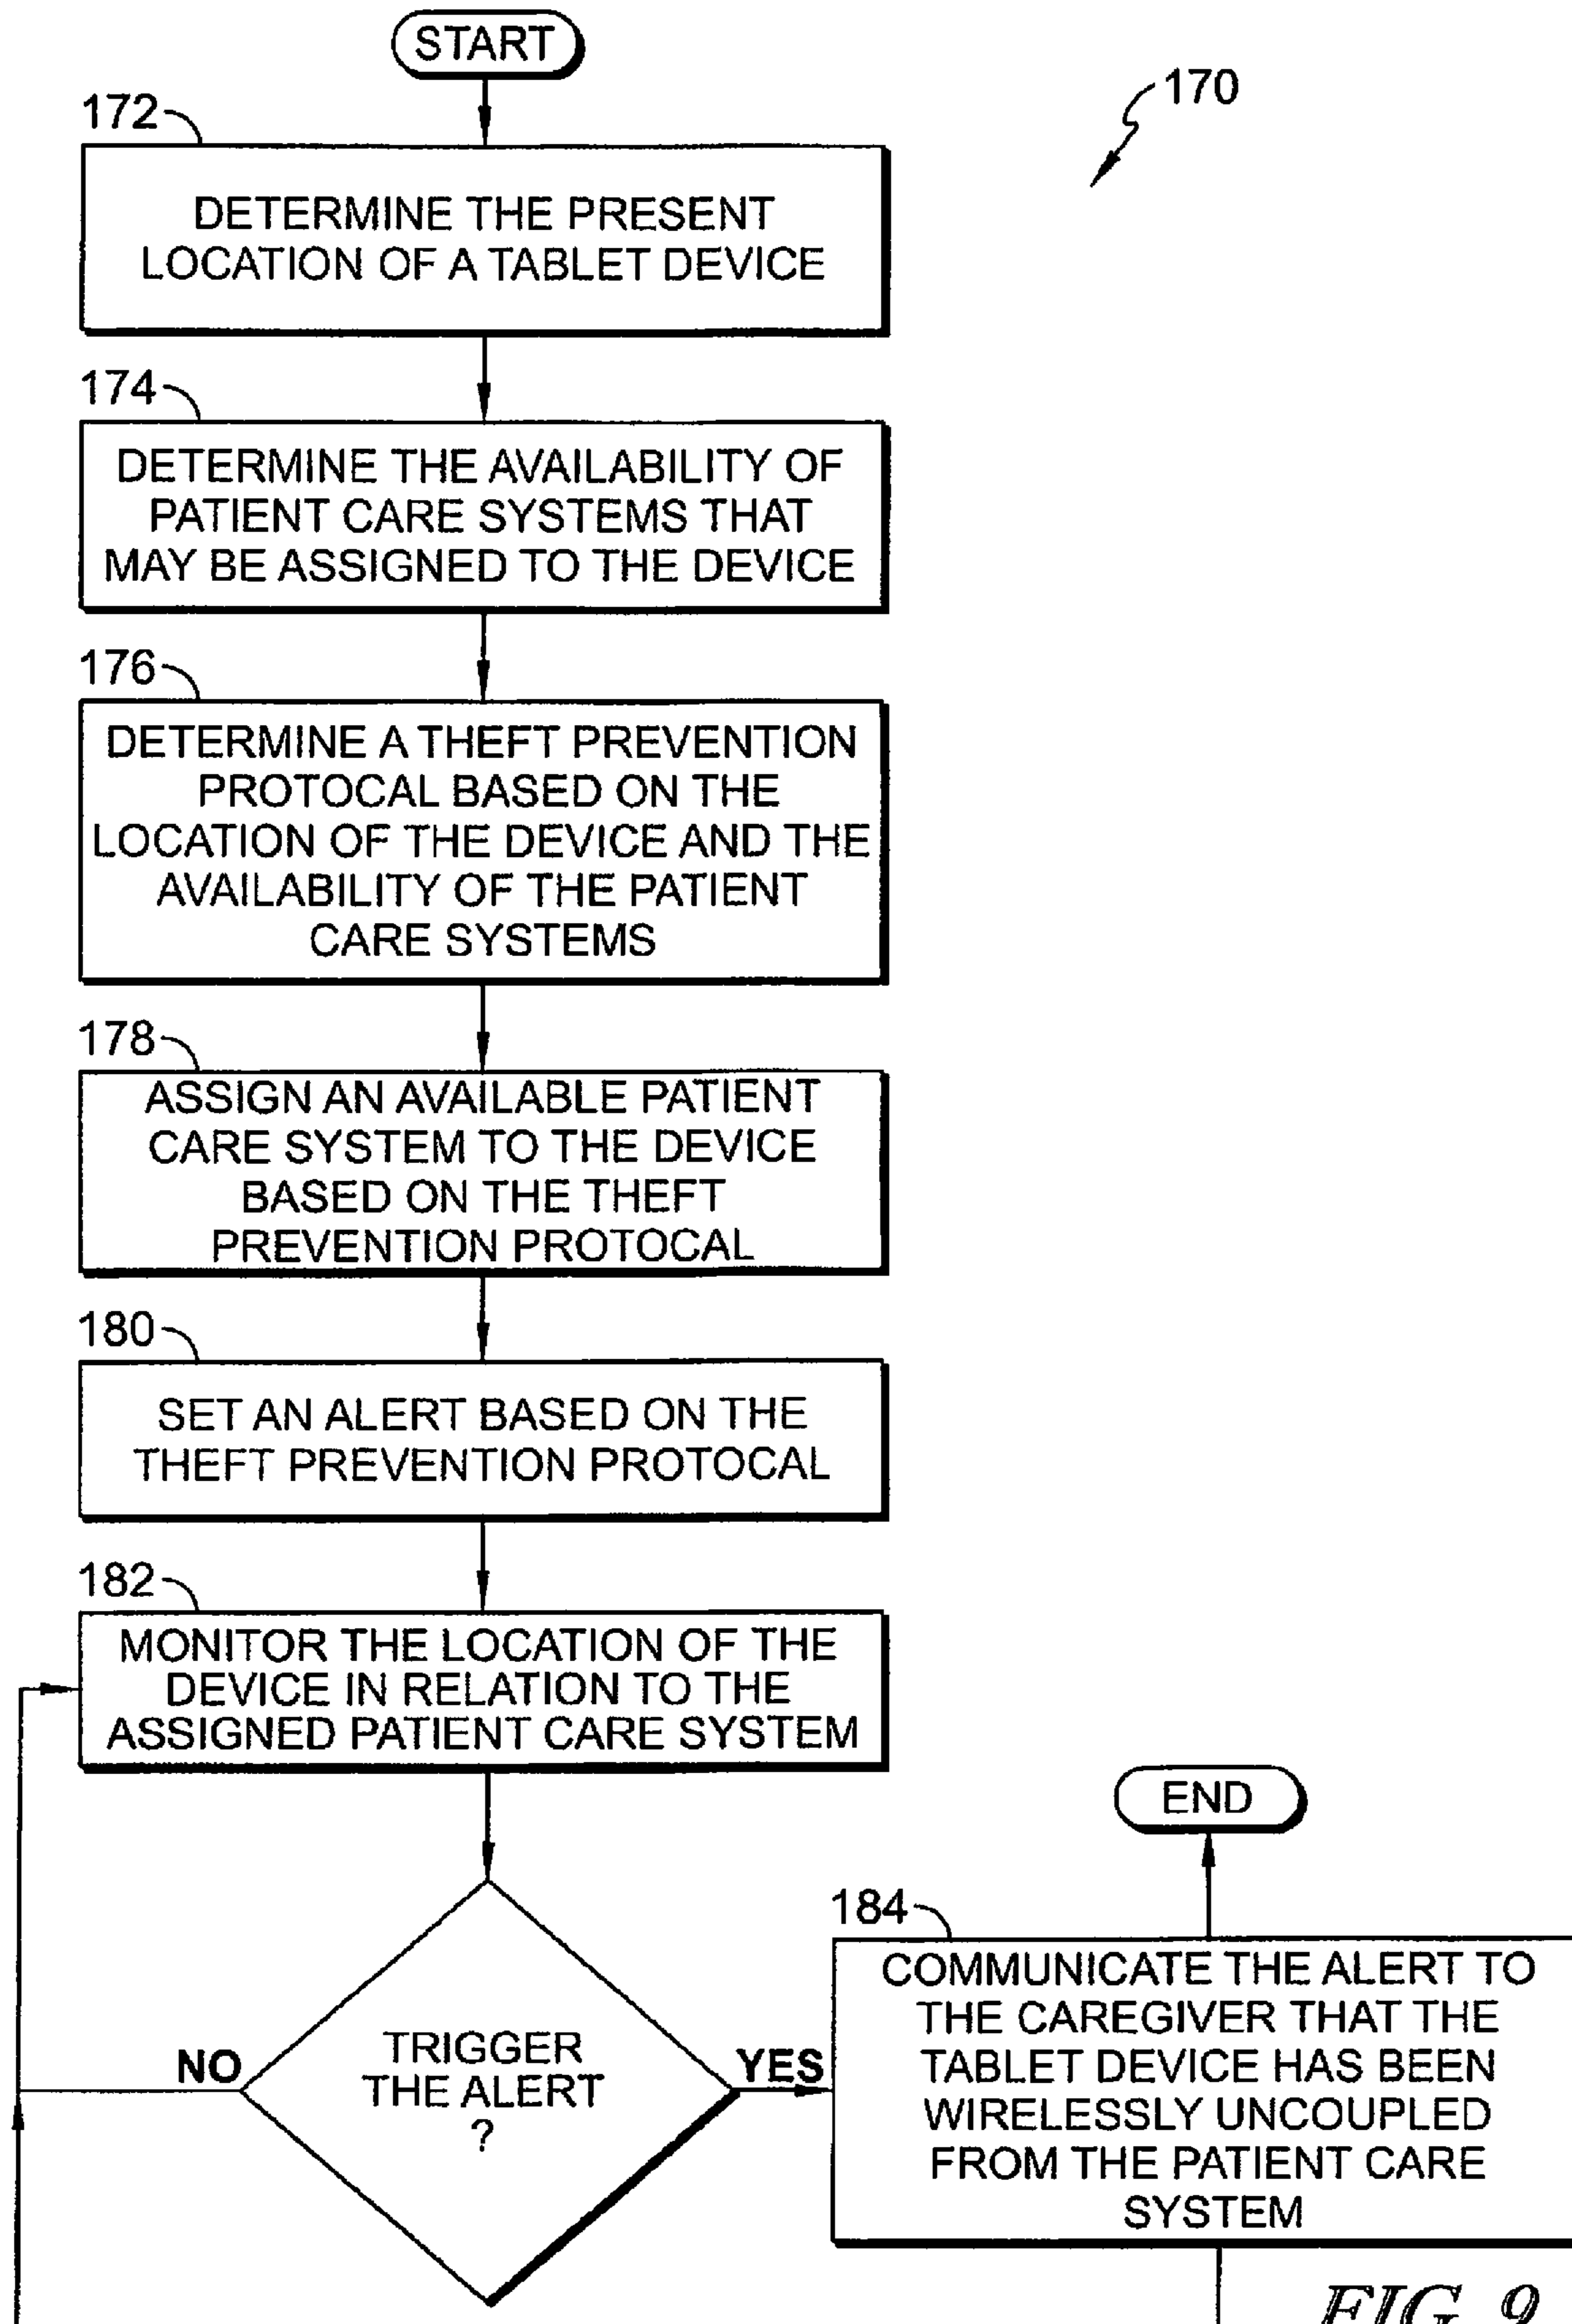 START
170
172
DETERMINE THE PRESENT
LOCATION OF A TABLET DEVICE
174
DETERMINE THE AVAILABILITY OF
PATIENT CARE SYSTEMS THAT
MAY BE ASSIGNED TO THE DEVICE
176
DETERMINE A THEFT PREVENTION
PROTOCAL BASED ON THE
LOCATION OF THE DEVICE AND THE
AVAILABILITY OF THE PATIENT
CARE SYSTEMS
178
ASSIGN AN AVAILABLE PATIENT
CARE SYSTEM TO THE DEVICE
BASED ON THE THEFT
PREVENTION PROTOCAL
180
SET AN ALERT BASED ON THE
THEFT PREVENTION PROTOCAL
182
MONITOR THE LOCATION OF THE
DEVICE IN RELATION TO THE
ASSIGNED PATIENT CARE SYSTEM
TRIGGER
THE ALERT
?
NO
YES
184
COMMUNICATE THE ALERT TO
THE CAREGIVER THAT THE
TABLET DEVICE HAS BEEN
WIRELESSLY UNCOUPLED
FROM THE PATIENT CARE
SYSTEM
END
FIG. 9